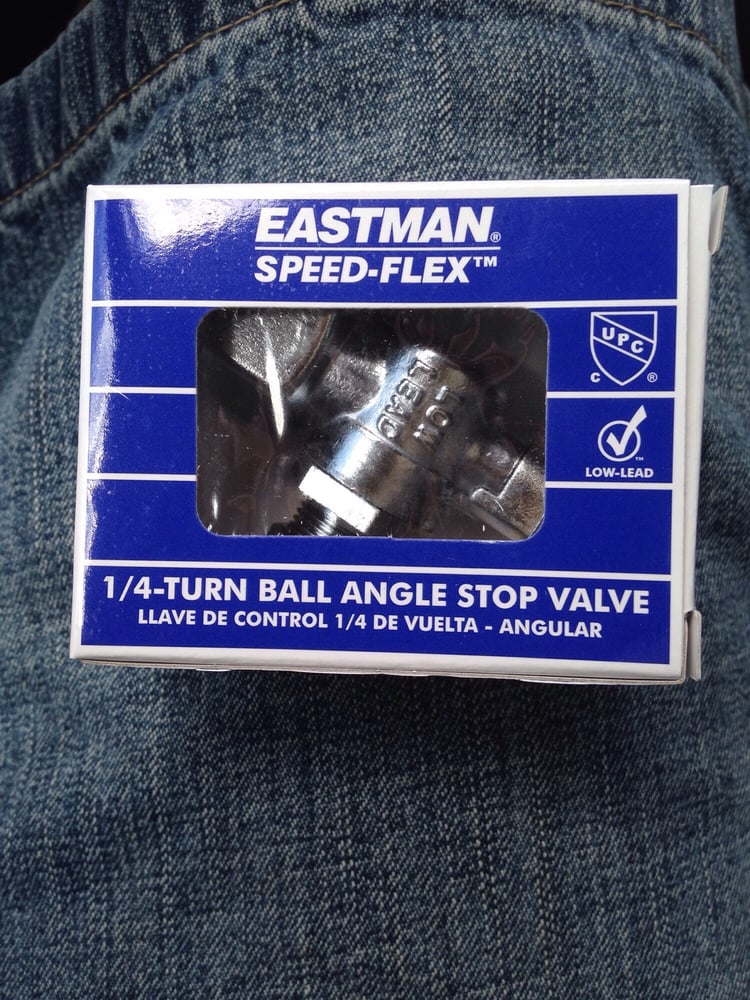 EASTMAN®
SPEED-FLEX™
UPC
C ®
LOW
LEAD
™
LOW-LEAD
1/4-TURN BALL ANGLE STOP VALVE
LLAVE DE CONTROL 1/4 DE VUELTA - ANGULAR